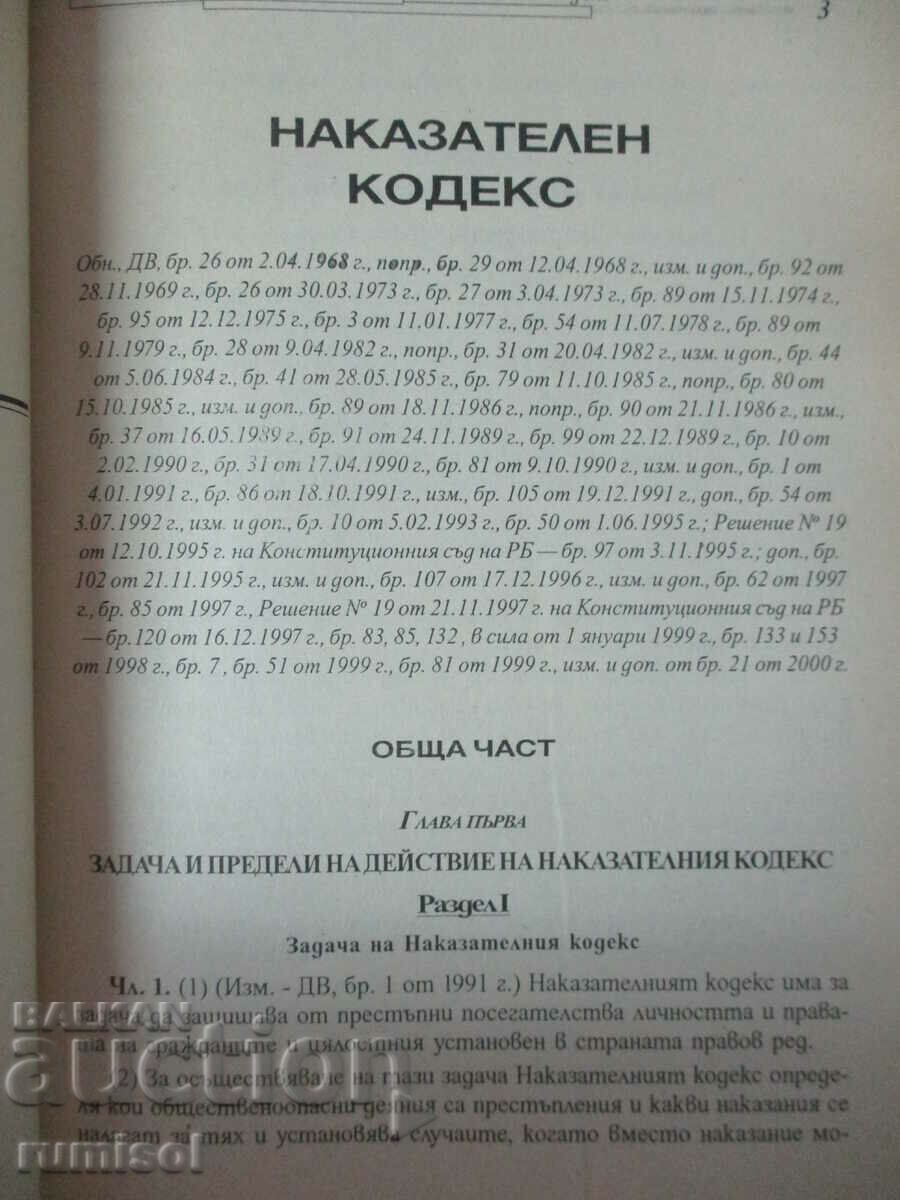 3
НАКАЗАТЕЛЕН
КОДЕКС
Обн., ДВ, бр. 26 от 2.04.1968 г., попр., бр. 29 от 12.04.1968 г., изм. и доп., бр. 92 от
28.11.1969 г., бр. 26 от 30.03.1973 г., бр. 27 от 3.04.1973 г., бр. 89 от 15.11.1974 г.,
бр. 95 от 12.12.1975 г., бр. 3 от 11.01.1977 г., бр. 54 от 11.07.1978 г., бр. 89 от
9.11.1979 г., бр. 28 от 9.04.1982 г., попр., бр. 31 от 20.04.1982 г., изм. и доп., бр. 44
от 5.06.1984 г., бр. 41 от 28.05.1985 г., бр. 79 от 11.10.1985 г., попр., бр. 80 от
15.10.1985 г., изм. и доп., бр. 89 от 18.11.1986 г., попр., бр. 90 от 21.11.1986 г., изм.,
бр. 37 от 16.05.1989 г., бр. 91 от 24.11.1989 г., бр. 99 от 22.12.1989 г., бр. 10 от
2.02.1990 г., бр. 31 от 17.04.1990 г., бр. 81 от 9.10.1990 г., изм. и доп., бр. 1 от
4.01.1991 г., бр. 86 от 18.10.1991 г., изм., бр. 105 от 19.12.1991 г., доп., бр. 54 от
3.07.1992 г., изм. и доп., бр. 10 от 5.02.1993 г., бр. 50 от 1.06.1995 г.; Решение № 19
от 12.10.1995 г. на Конституционния съд на РБ — бр. 97 от 3.11.1995 г.; доп., бр.
102 от 21.11.1995 г., изм. и доп., бр. 107 от 17.12.1996 г., изм. и доп., бр. 62 от 1997
г., бр. 85 от 1997 г., Решение № 19 от 21.11.1997 г. на Конституционния съд на РБ
— бр.120 от 16.12.1997 г., бр. 83, 85, 132, в сила от 1 януари 1999 г., бр. 133 и 153
от 1998 г., бр. 7, бр. 51 от 1999 г., бр. 81 от 1999 г., изм. и доп. от бр. 21 от 2000 г.
ОБЩА ЧАСТ
ГЛАВА ПЪРВА
ЗАДАЧА И ПРЕДЕЛИ НА ДЕЙСТВИЕ НА НАКАЗАТЕЛНИЯ КОДЕКС
Раздел I
Задача на Наказателния кодекс
Чл. 1. (1) (Изм. - ДВ, бр. 1 от 1991 г.) Наказателният кодекс има за
задача да защищава от престъпни посегателства личността и права-
та на гражданите и цялостния установен в страната правов ред.
(2) За осъществяване на тази задача Наказателният кодекс опреде-
ля кои общественоопасни деяния са престъпления и какви наказания се
налагат за тях и установява случаите, когато вместо наказание мо-
BALKAN
auction
rumisol